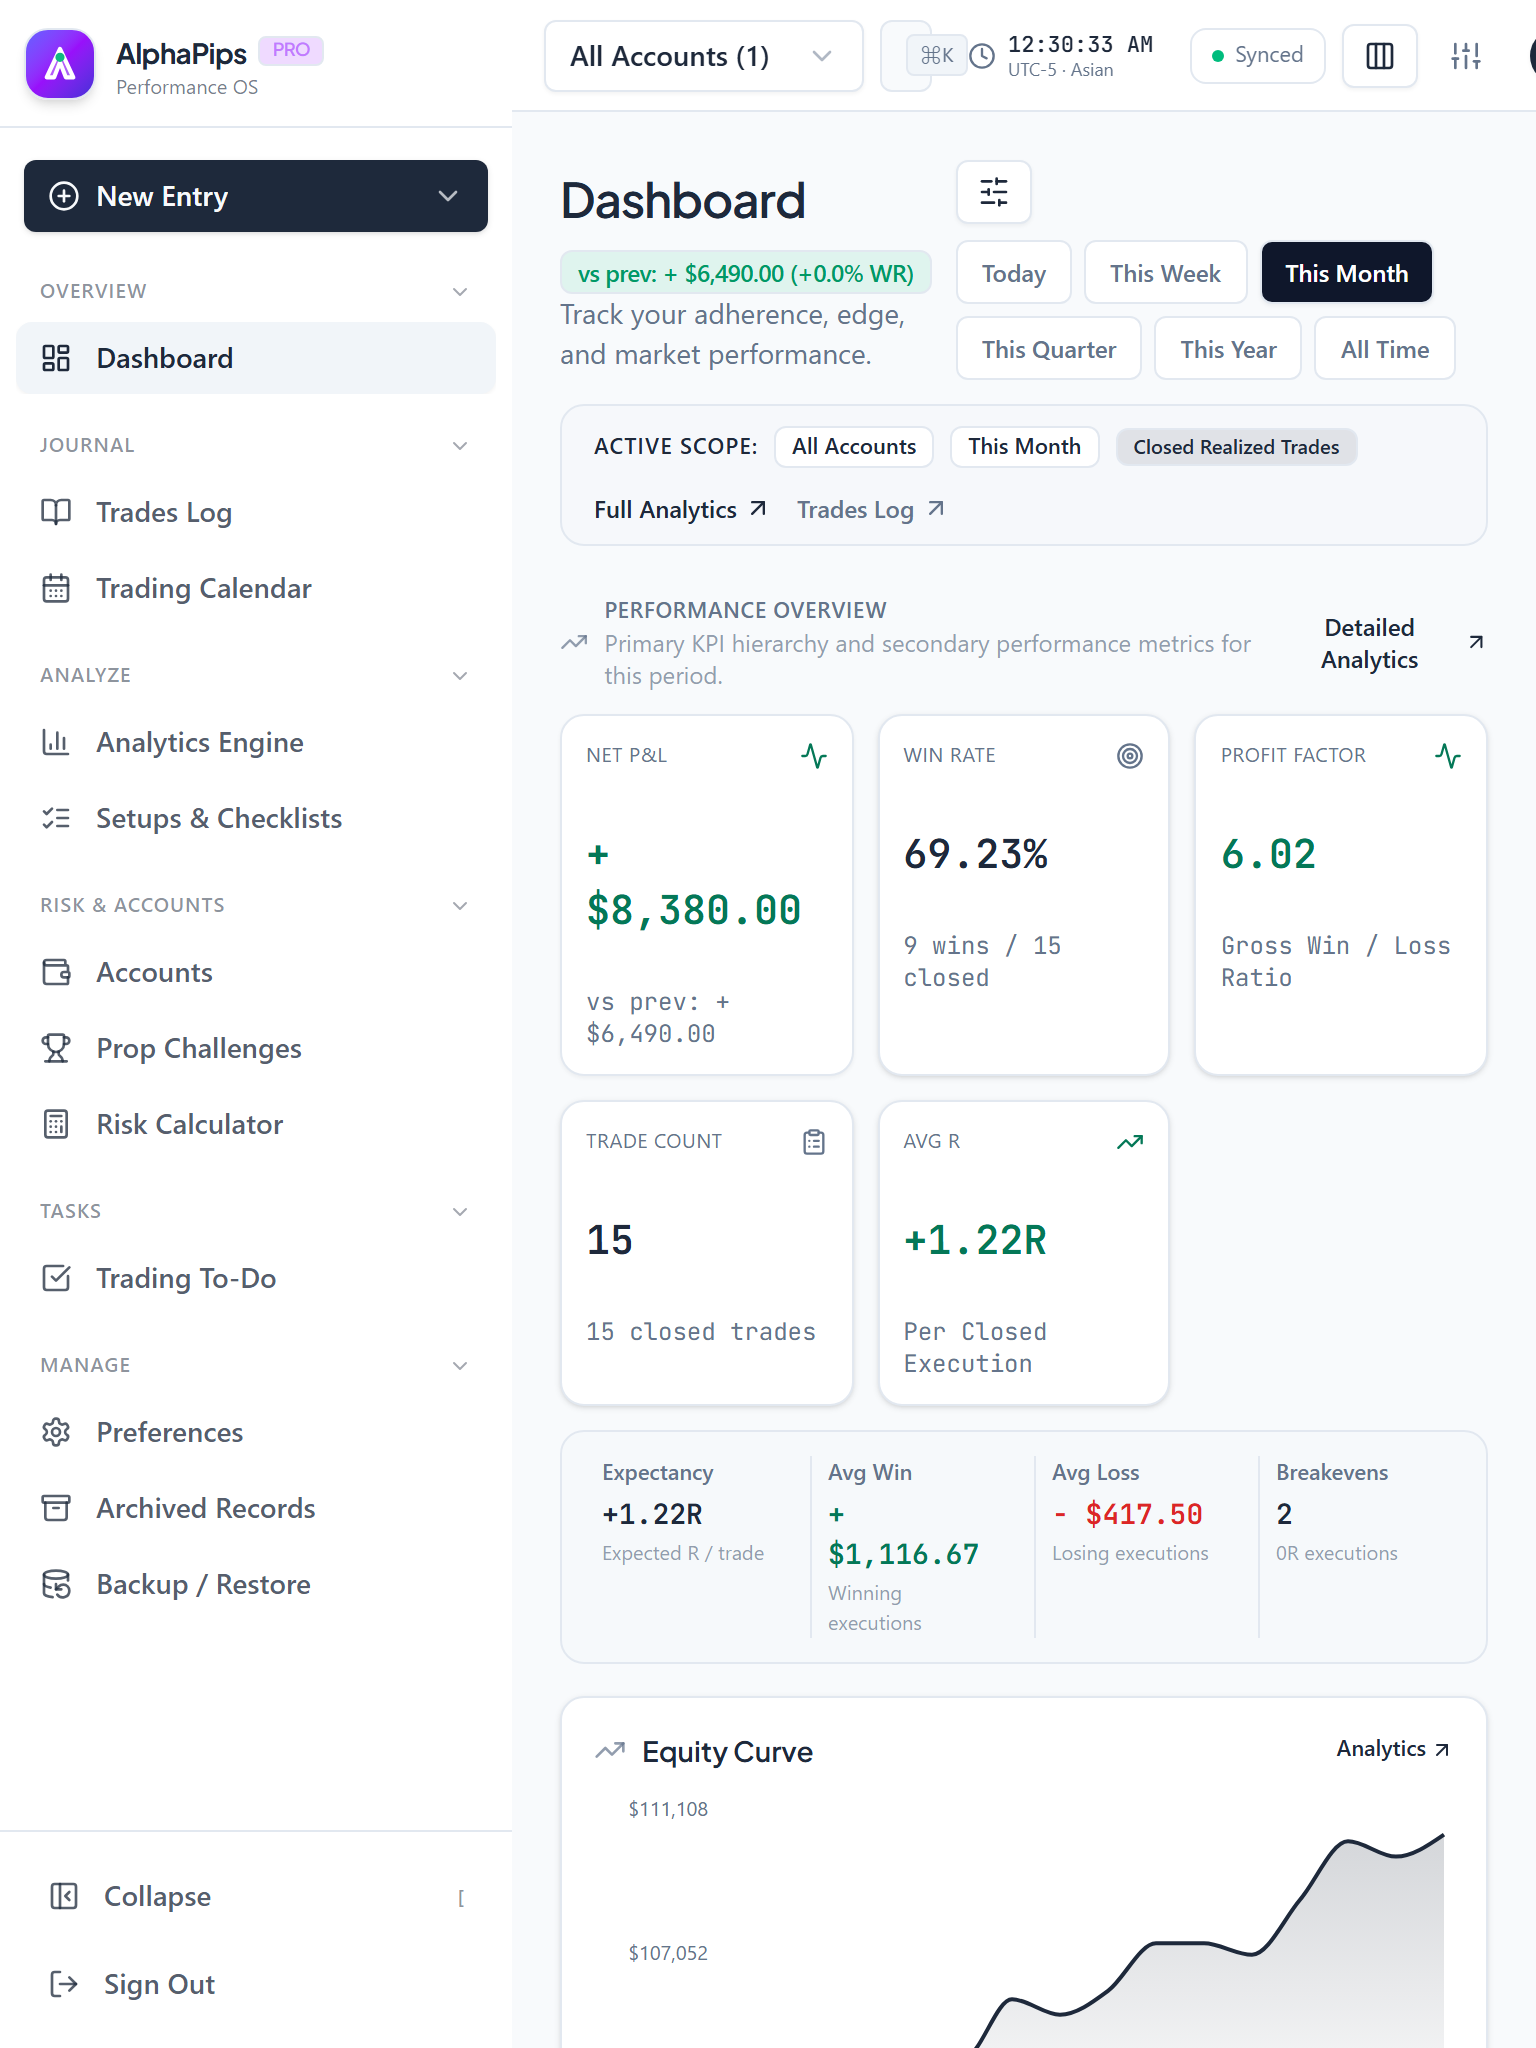 AlphaPips PRO
Performance OS
New Entry
OVERVIEW
Dashboard
JOURNAL
Trades Log
Trading Calendar
ANALYZE
Analytics Engine
Setups & Checklists
RISK & ACCOUNTS
Accounts
Prop Challenges
Risk Calculator
TASKS
Trading To-Do
MANAGE
Preferences
Archived Records
Backup / Restore
Collapse [
Sign Out
All Accounts (1)
⌘K
12:30:33 AM
UTC-5 · Asian
Synced
Dashboard
vs prev: + $6,490.00 (+0.0% WR)
Track your adherence, edge,
and market performance.
Today This Week This Month
This Quarter This Year All Time
ACTIVE SCOPE: All Accounts This Month Closed Realized Trades
Full Analytics Trades Log
PERFORMANCE OVERVIEW
Primary KPI hierarchy and secondary performance metrics for
this period.
Detailed
Analytics
NET P&L
+
$8,380.00
vs prev: +
$6,490.00
WIN RATE
69.23%
9 wins / 15
closed
PROFIT FACTOR
6.02
Gross Win / Loss
Ratio
TRADE COUNT
15
15 closed trades
AVG R
+1.22R
Per Closed
Execution
Expectancy
+1.22R
Expected R / trade
Avg Win
+
$1,116.67
Winning
executions
Avg Loss
- $417.50
Losing executions
Breakevens
2
0R executions
Equity Curve
Analytics
$111,108
$107,052